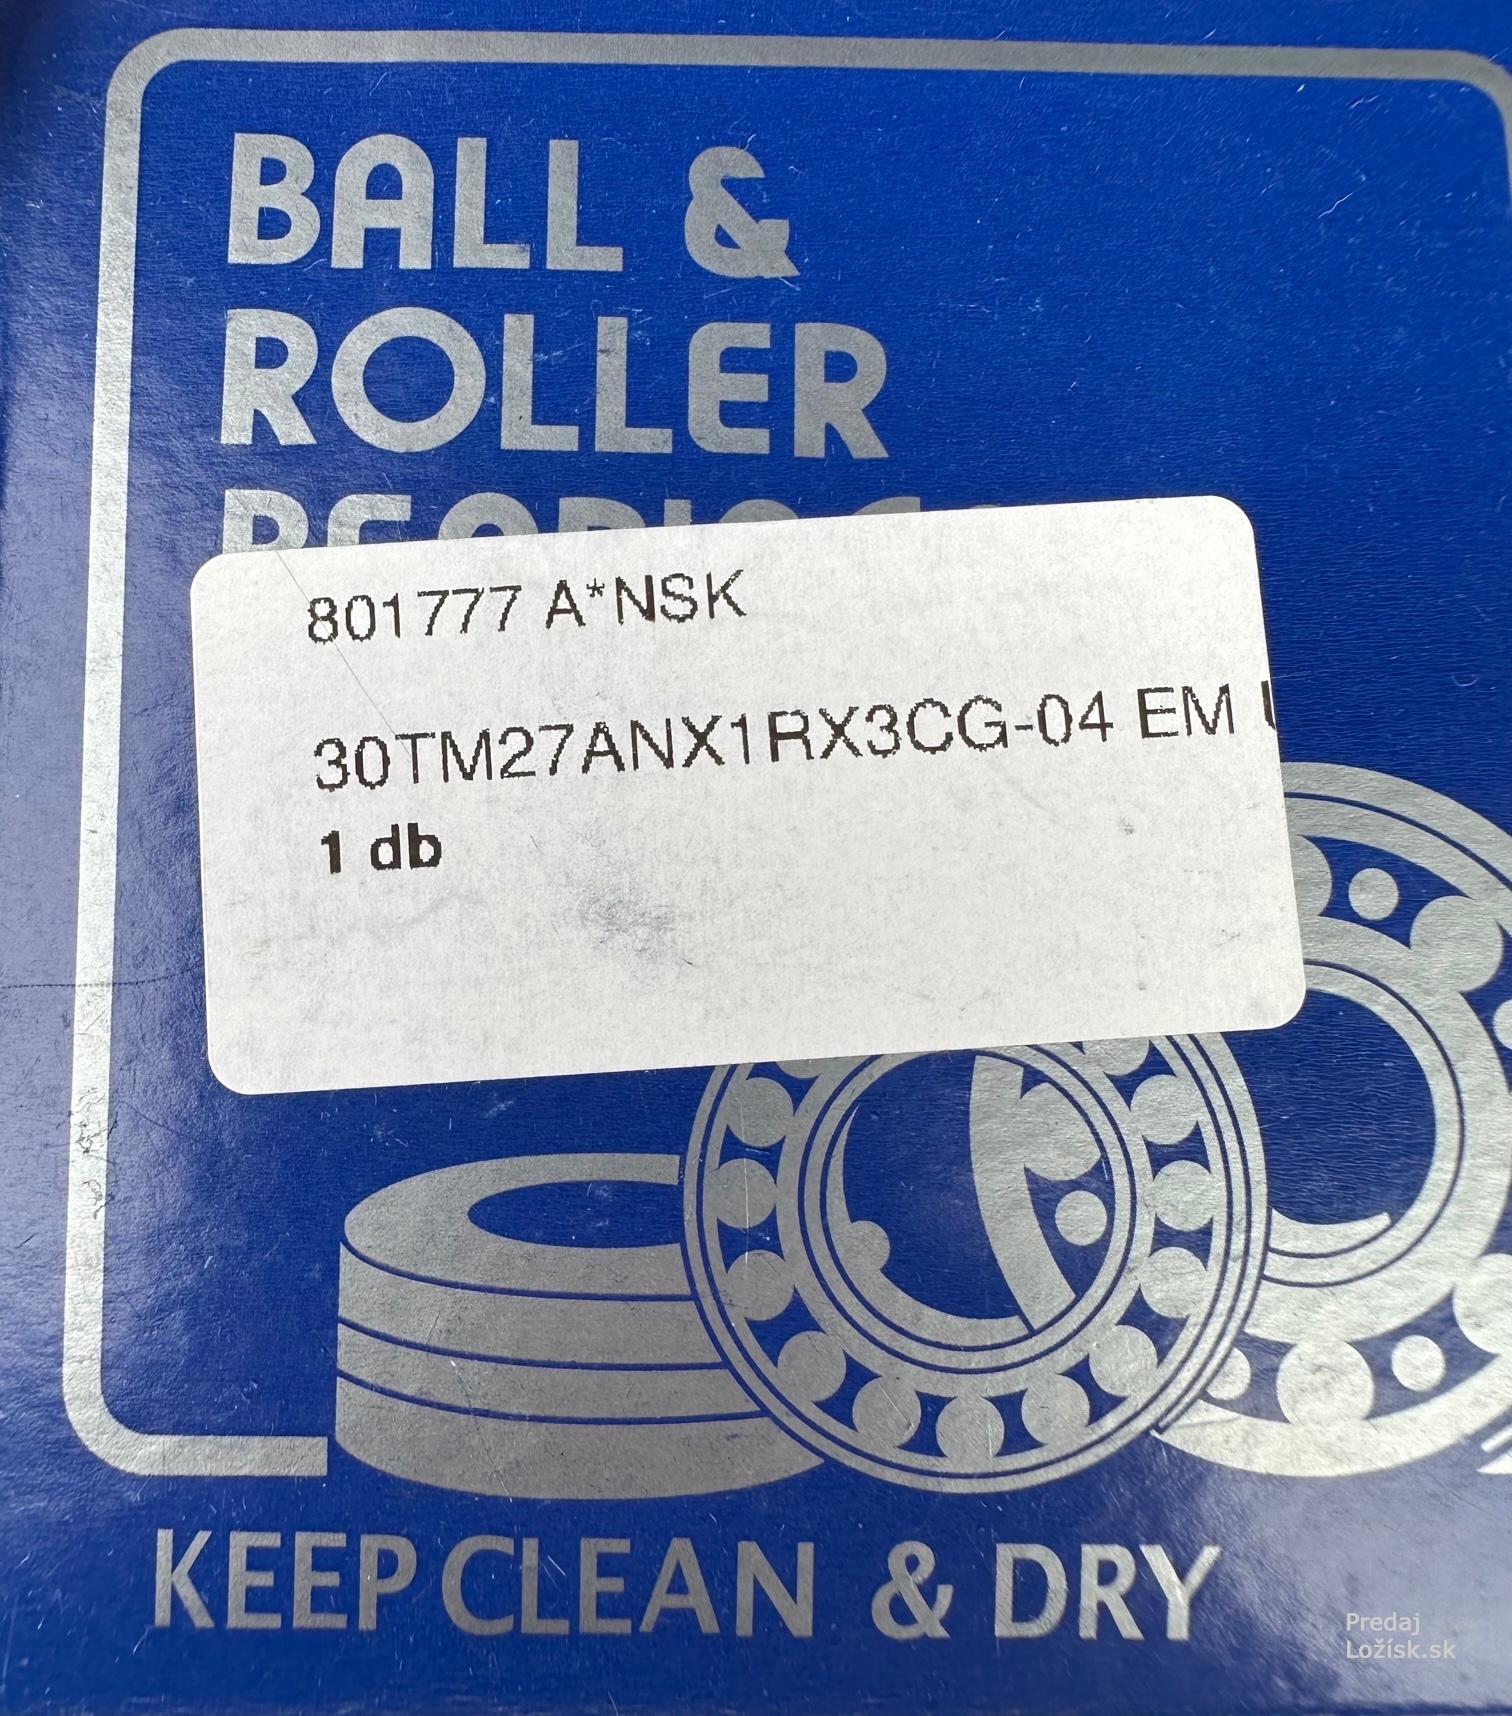 BALL &
ROLLER
801777 A*NSK
30TM27ANX1RX3CG-04 EM
1 db
KEEP CLEAN & DRY
Predaj
Ložísk.sk